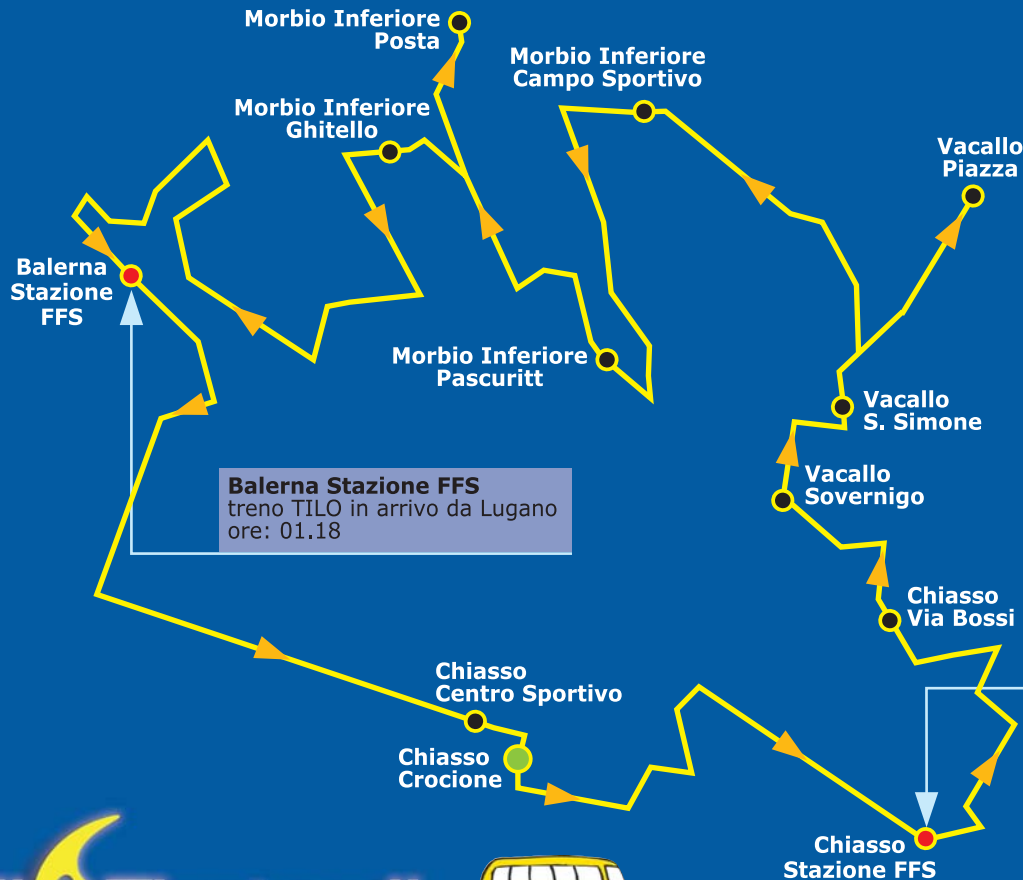 Morbio Inferiore
Posta
Morbio Inferiore
Campo Sportivo
Morbio Inferiore
Ghitello
Vacallo
Piazza
Balerna
Stazione
FFS
Morbio Inferiore
Pascuritt
Vacallo
S. Simone
Vacallo
Sovernigo
Balerna Stazione FFS
treno TILO in arrivo da Lugano
ore: 01.18
Chiasso
Via Bossi
Chiasso
Centro Sportivo
Chiasso
Crocione
Chiasso
Stazione FFS